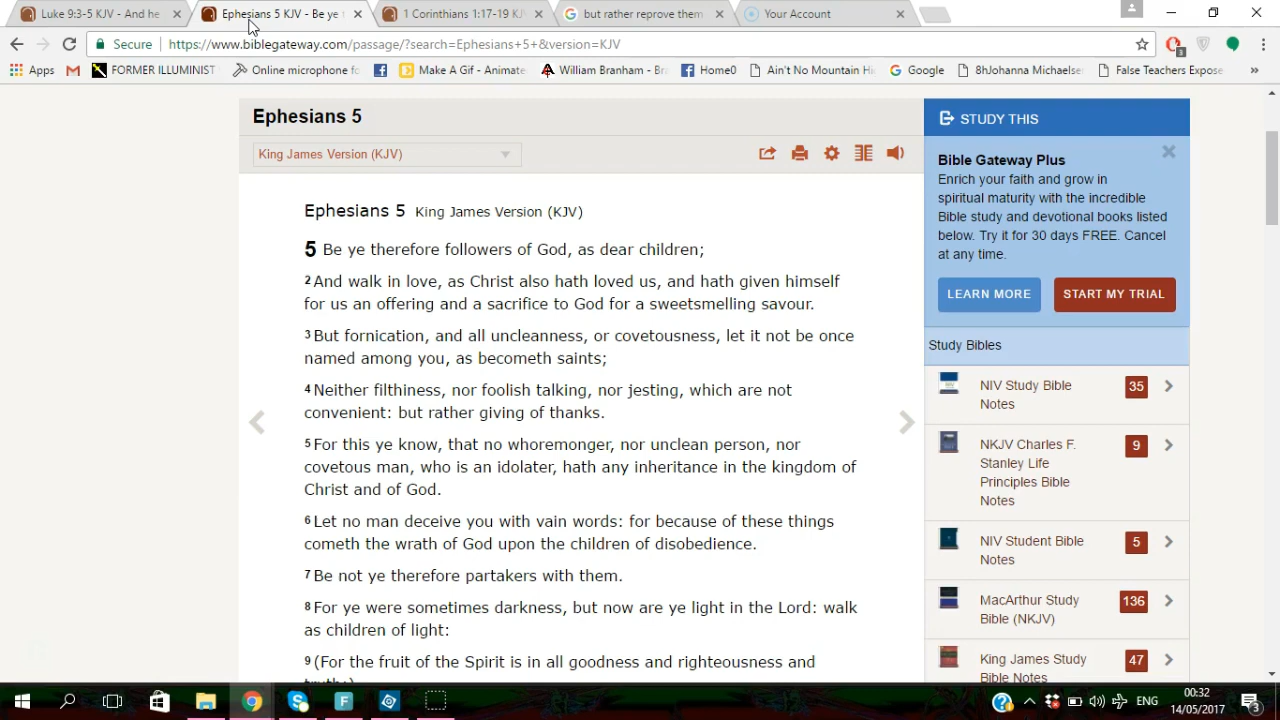 Luke 9:3-5 KJV - And he
Ephesians 5 KJV - Be ye
1 Corinthians 1:17-19 KJV
but rather reprove them
Your Account
Secure
https://www.biblegateway.com/passage/?search=Ephesians+5+&version=KJV
3
Apps
FORMER ILLUMINIST
Online microphone fo
Make A Gif - Animate
William Branham - Bra
Home0
Ain't No Mountain Hi
Google
8hJohanna Michaelse
False Teachers Expose
Ephesians 5
King James Version (KJV)
Ephesians 5 King James Version (KJV)
5 Be ye therefore followers of God, as dear children;
2 And walk in love, as Christ also hath loved us, and hath given himself
for us an offering and a sacrifice to God for a sweetsmelling savour.
3 But fornication, and all uncleanness, or covetousness, let it not be once
named among you, as becometh saints;
4 Neither filthiness, nor foolish talking, nor jesting, which are not
convenient: but rather giving of thanks.
5 For this ye know, that no whoremonger, nor unclean person, nor
covetous man, who is an idolater, hath any inheritance in the kingdom of
Christ and of God.
6 Let no man deceive you with vain words: for because of these things
cometh the wrath of God upon the children of disobedience.
7 Be not ye therefore partakers with them.
8 For ye were sometimes darkness, but now are ye light in the Lord: walk
as children of light:
9 (For the fruit of the Spirit is in all goodness and righteousness and
truth;)
STUDY THIS
Bible Gateway Plus
Enrich your faith and grow in
spiritual maturity with the incredible
Bible study and devotional books listed
below. Try it for 30 days FREE. Cancel
at any time.
LEARN MORE
START MY TRIAL
Study Bibles
NIV Study Bible
Notes
35
NKJV Charles F.
Stanley Life
Principles Bible
Notes
9
NIV Student Bible
Notes
5
MacArthur Study
Bible (NKJV)
136
King James Study
Bible Notes
47
ENG
00:32
14/05/2017
3